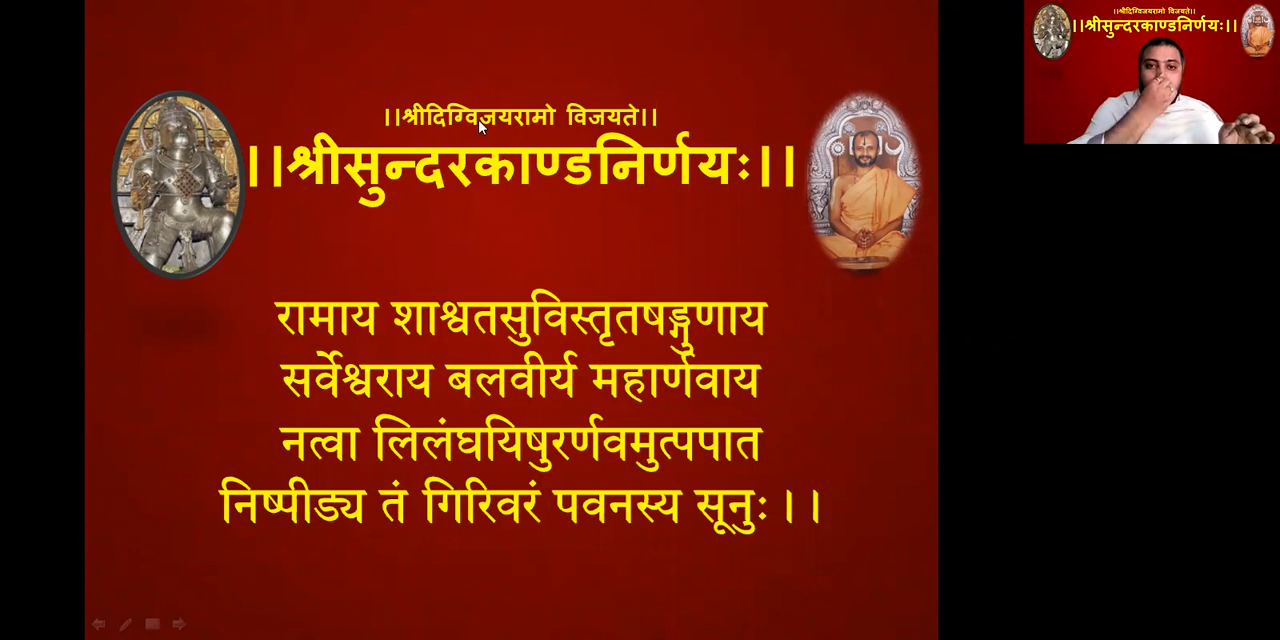 ।।श्रीदिग्विजयरामो विजयते।।
।।श्रीसुन्दरकाण्डनिर्णयः।।
रामाय शाश्वतसुविस्तृतषड्गुणाय
सर्वेश्वराय बलवीर्य महार्णवाय
नत्वा लिलंघयिषुरर्णवमुत्पपात
निष्पीड्य तं गिरिवरं पवनस्य सूनुः ।।
।।श्रीदिग्विजयरामो विजयते।।
।।श्रीसुन्दरकाण्डनिर्णयः।।